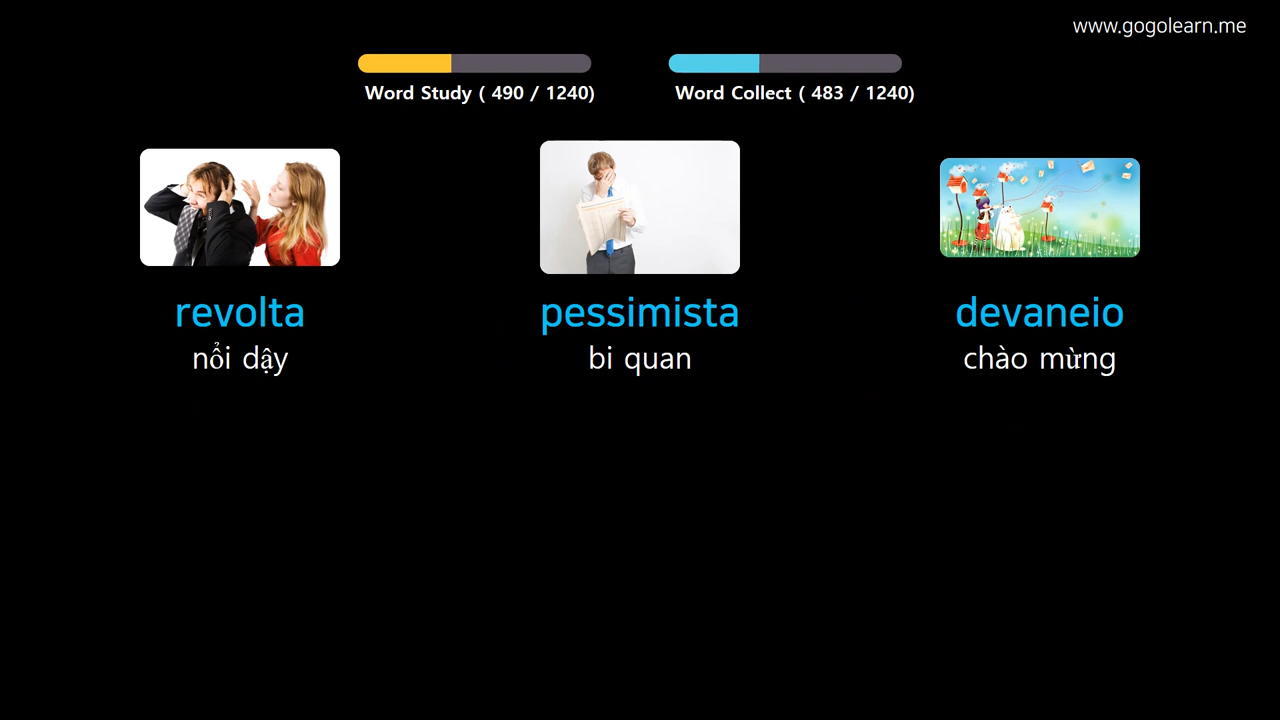 www.gogolearn.me
Word Study ( 490 / 1240)
Word Collect ( 483 / 1240)
revolta
pessimista
devaneio
nổi dậy
bi quan
chào mừng